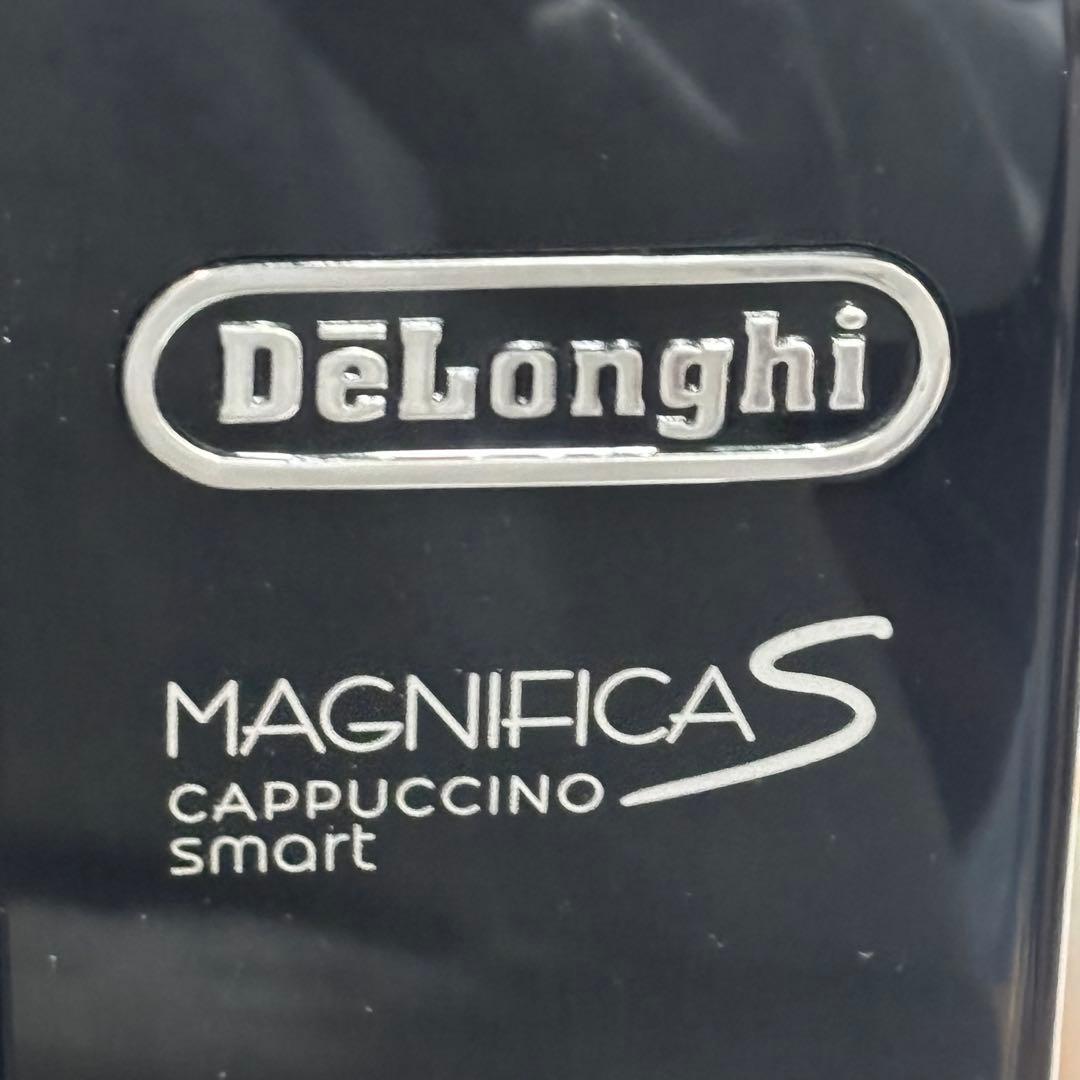 DēLonghi
MAGNIFICA S
CAPPUCCINO
smart